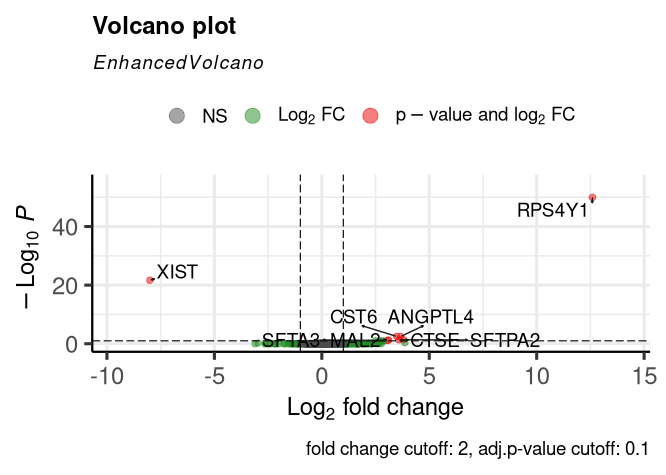 Volcano plot
EnhancedVolcano
NS Log₂ FC p − value and log₂ FC
− Log₁₀ P
40
20
0
RPS4Y1
XIST
CST6 ANGPTL4
SFTA3 MAL2 CTSE SFTPA2
-10 -5 0 5 10 15
Log₂ fold change
fold change cutoff: 2, adj.p-value cutoff: 0.1